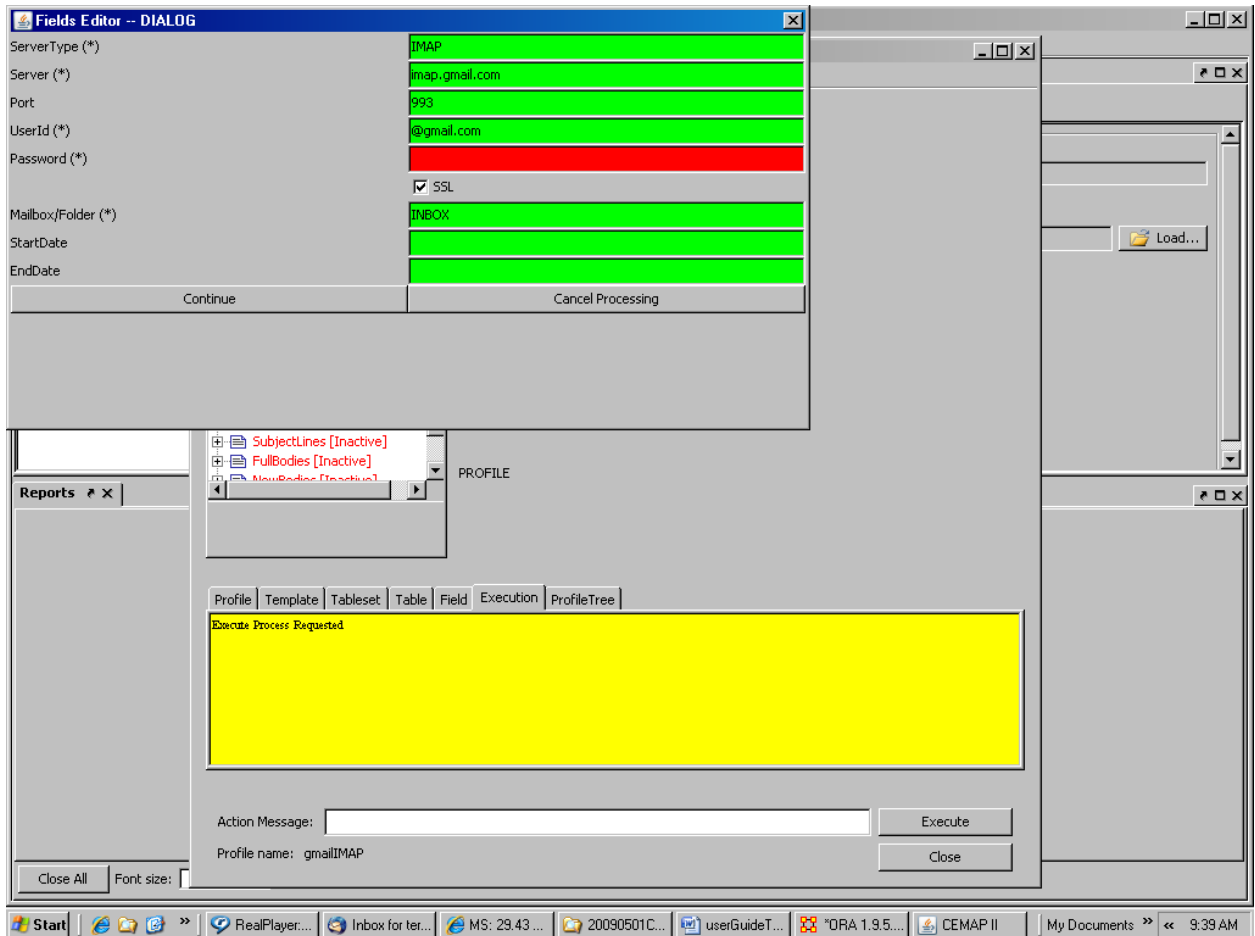 Fields Editor -- DIALOG
ServerType (*) IMAP
Server (*) imap.gmail.com
Port 993
UserId (*) @gmail.com
Password (*)
SSL
Mailbox/Folder (*) INBOX
StartDate
EndDate
Continue Cancel Processing
Load...
SubjectLines [Inactive]
FullBodies [Inactive]
NewBodies [Inactive]
PROFILE
Reports
Profile Template Tableset Table Field Execution ProfileTree
Execute Process Requested
Action Message: Execute
Profile name: gmailIMAP Close
Close All Font size:
Start RealPlayer:... Inbox for ter... MS: 29.43 ... 20090501C... userGuideT... *ORA 1.9.5.... CEMAP II My Documents 9:39 AM